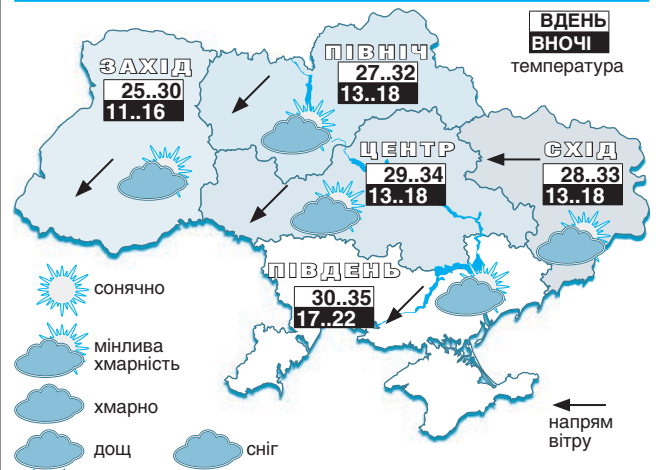 ВДЕНЬ
ВНОЧІ
температура
ПІВНІЧ
27..32
13..18
ЗАХІД
25..30
11..16
ЦЕНТР
29..34
13..18
СХІД
28..33
13..18
ПІВДЕНЬ
30..35
17..22
сонячно
мінлива
хмарність
хмарно
дощ
сніг
напрям
вітру